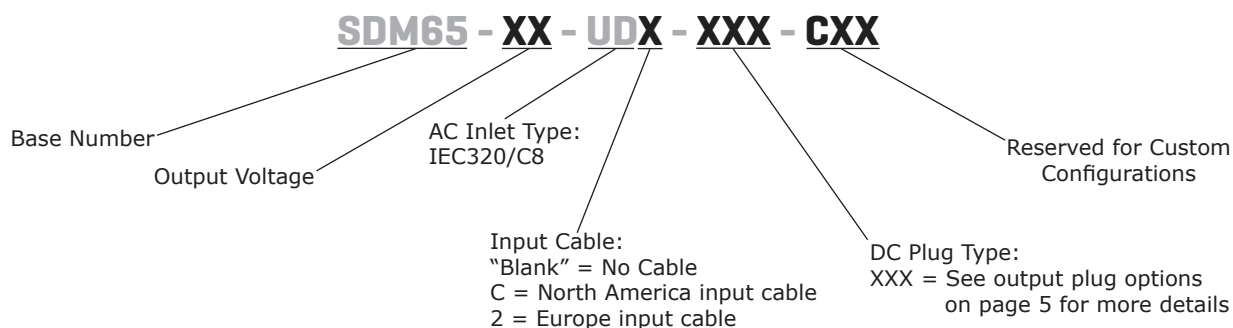 SDM65 - XX - UDX - XXX - CXX
Base Number
Output Voltage
AC Inlet Type:
IEC320/C8
Input Cable:
“Blank” = No Cable
C = North America input cable
2 = Europe input cable
DC Plug Type:
XXX = See output plug options
on page 5 for more details
Reserved for Custom
Configurations